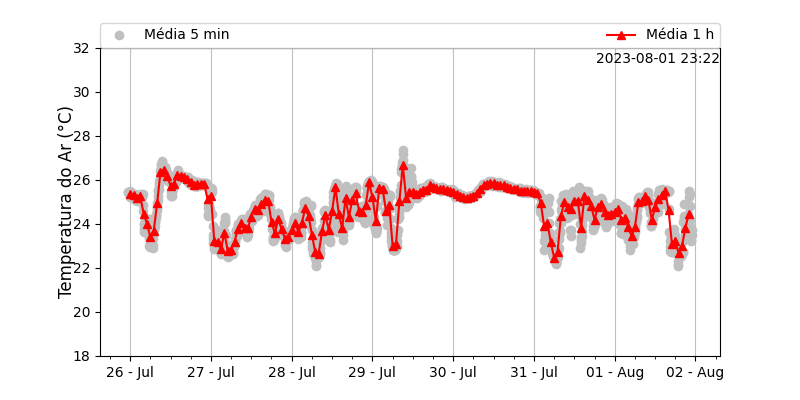 Média 5 min
Média 1 h
2023-08-01 23:22
Temperatura do Ar (°C)
32
30
28
26
24
22
20
18
26 - Jul
27 - Jul
28 - Jul
29 - Jul
30 - Jul
31 - Jul
01 - Aug
02 - Aug